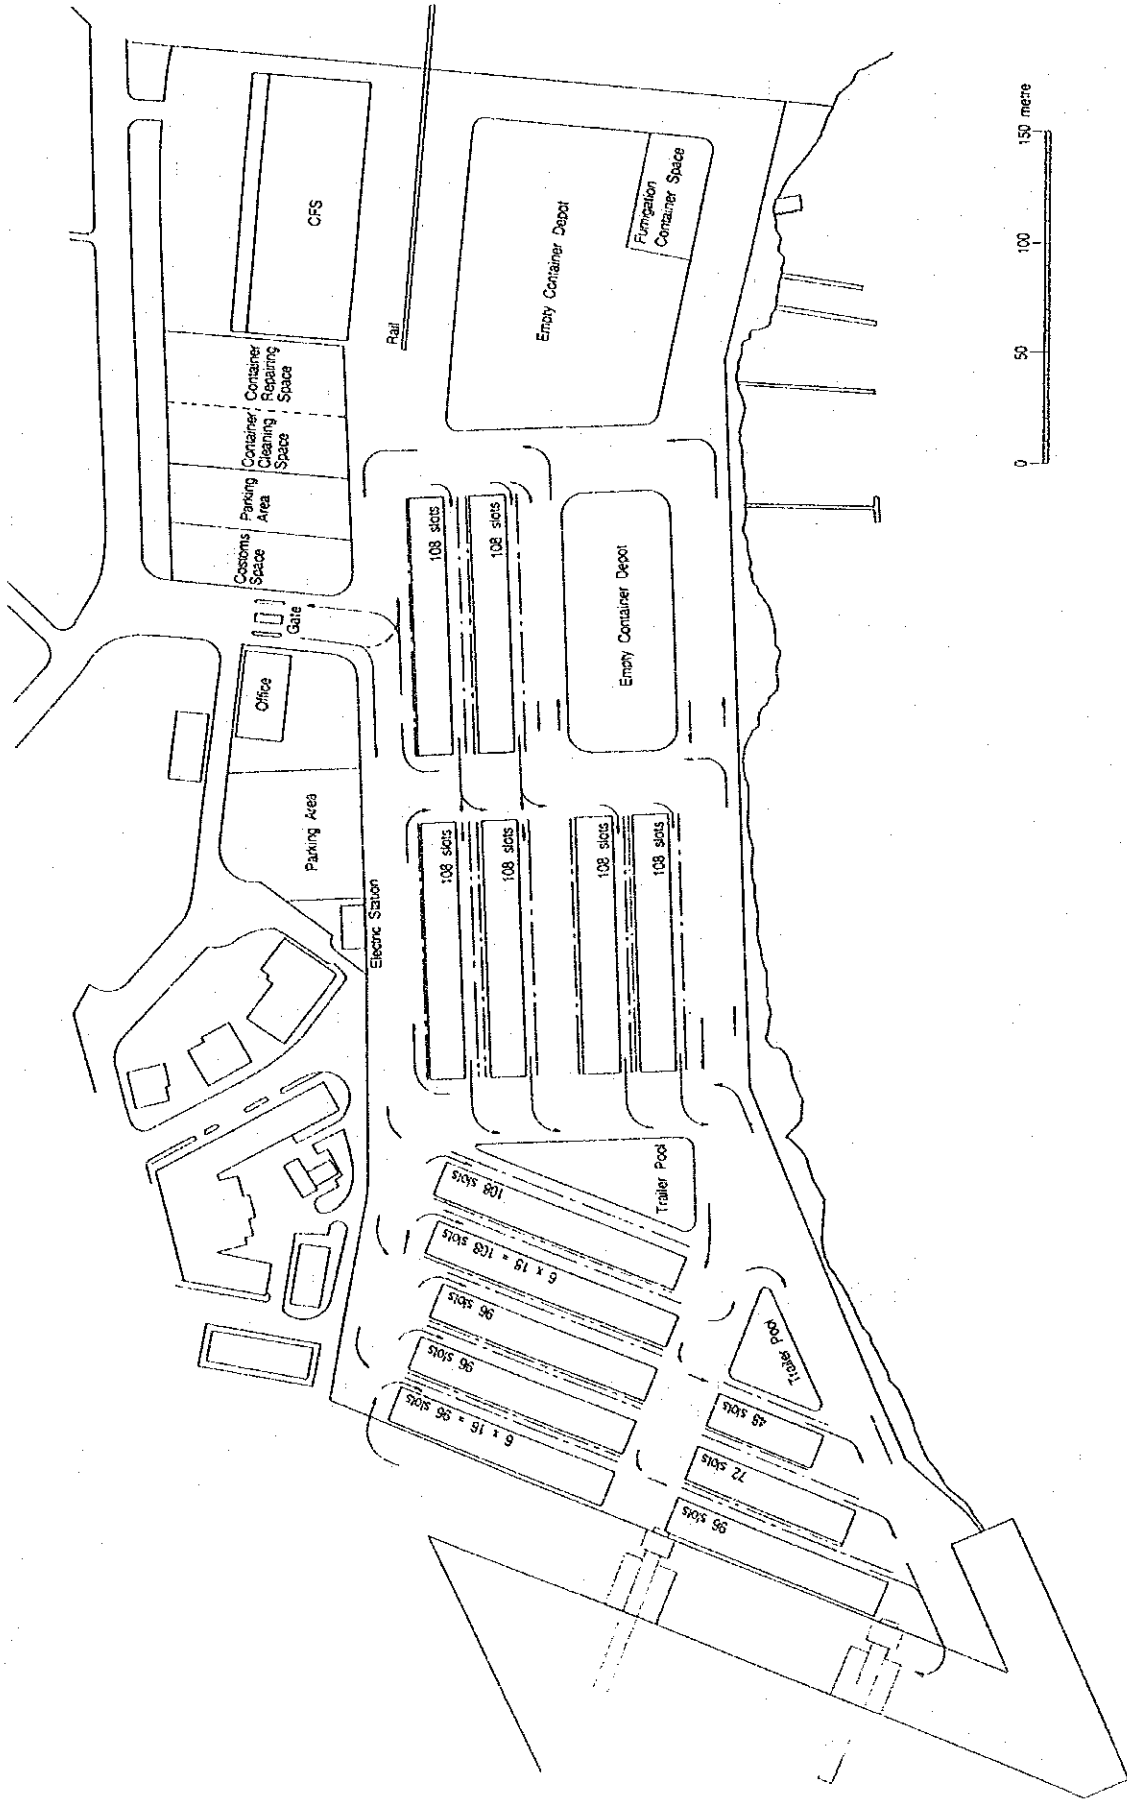 CFS
Rail
Empty Container Depot
Fumigation
Container Space
Container
Repairing
Space
Container
Cleaning
Space
Parking
Area
Customs
Space
Gate
Office
Parking Area
Electric Station
108 slots
108 slots
Empty Container Depot
108 slots
108 slots
108 slots
108 slots
Trailer Pool
108 slots
6 x 18 = 108 slots
96 slots
96 slots
6 x 16 = 96 slots
Trailer Pool
48 slots
72 slots
96 slots
0 50 100 150 metre